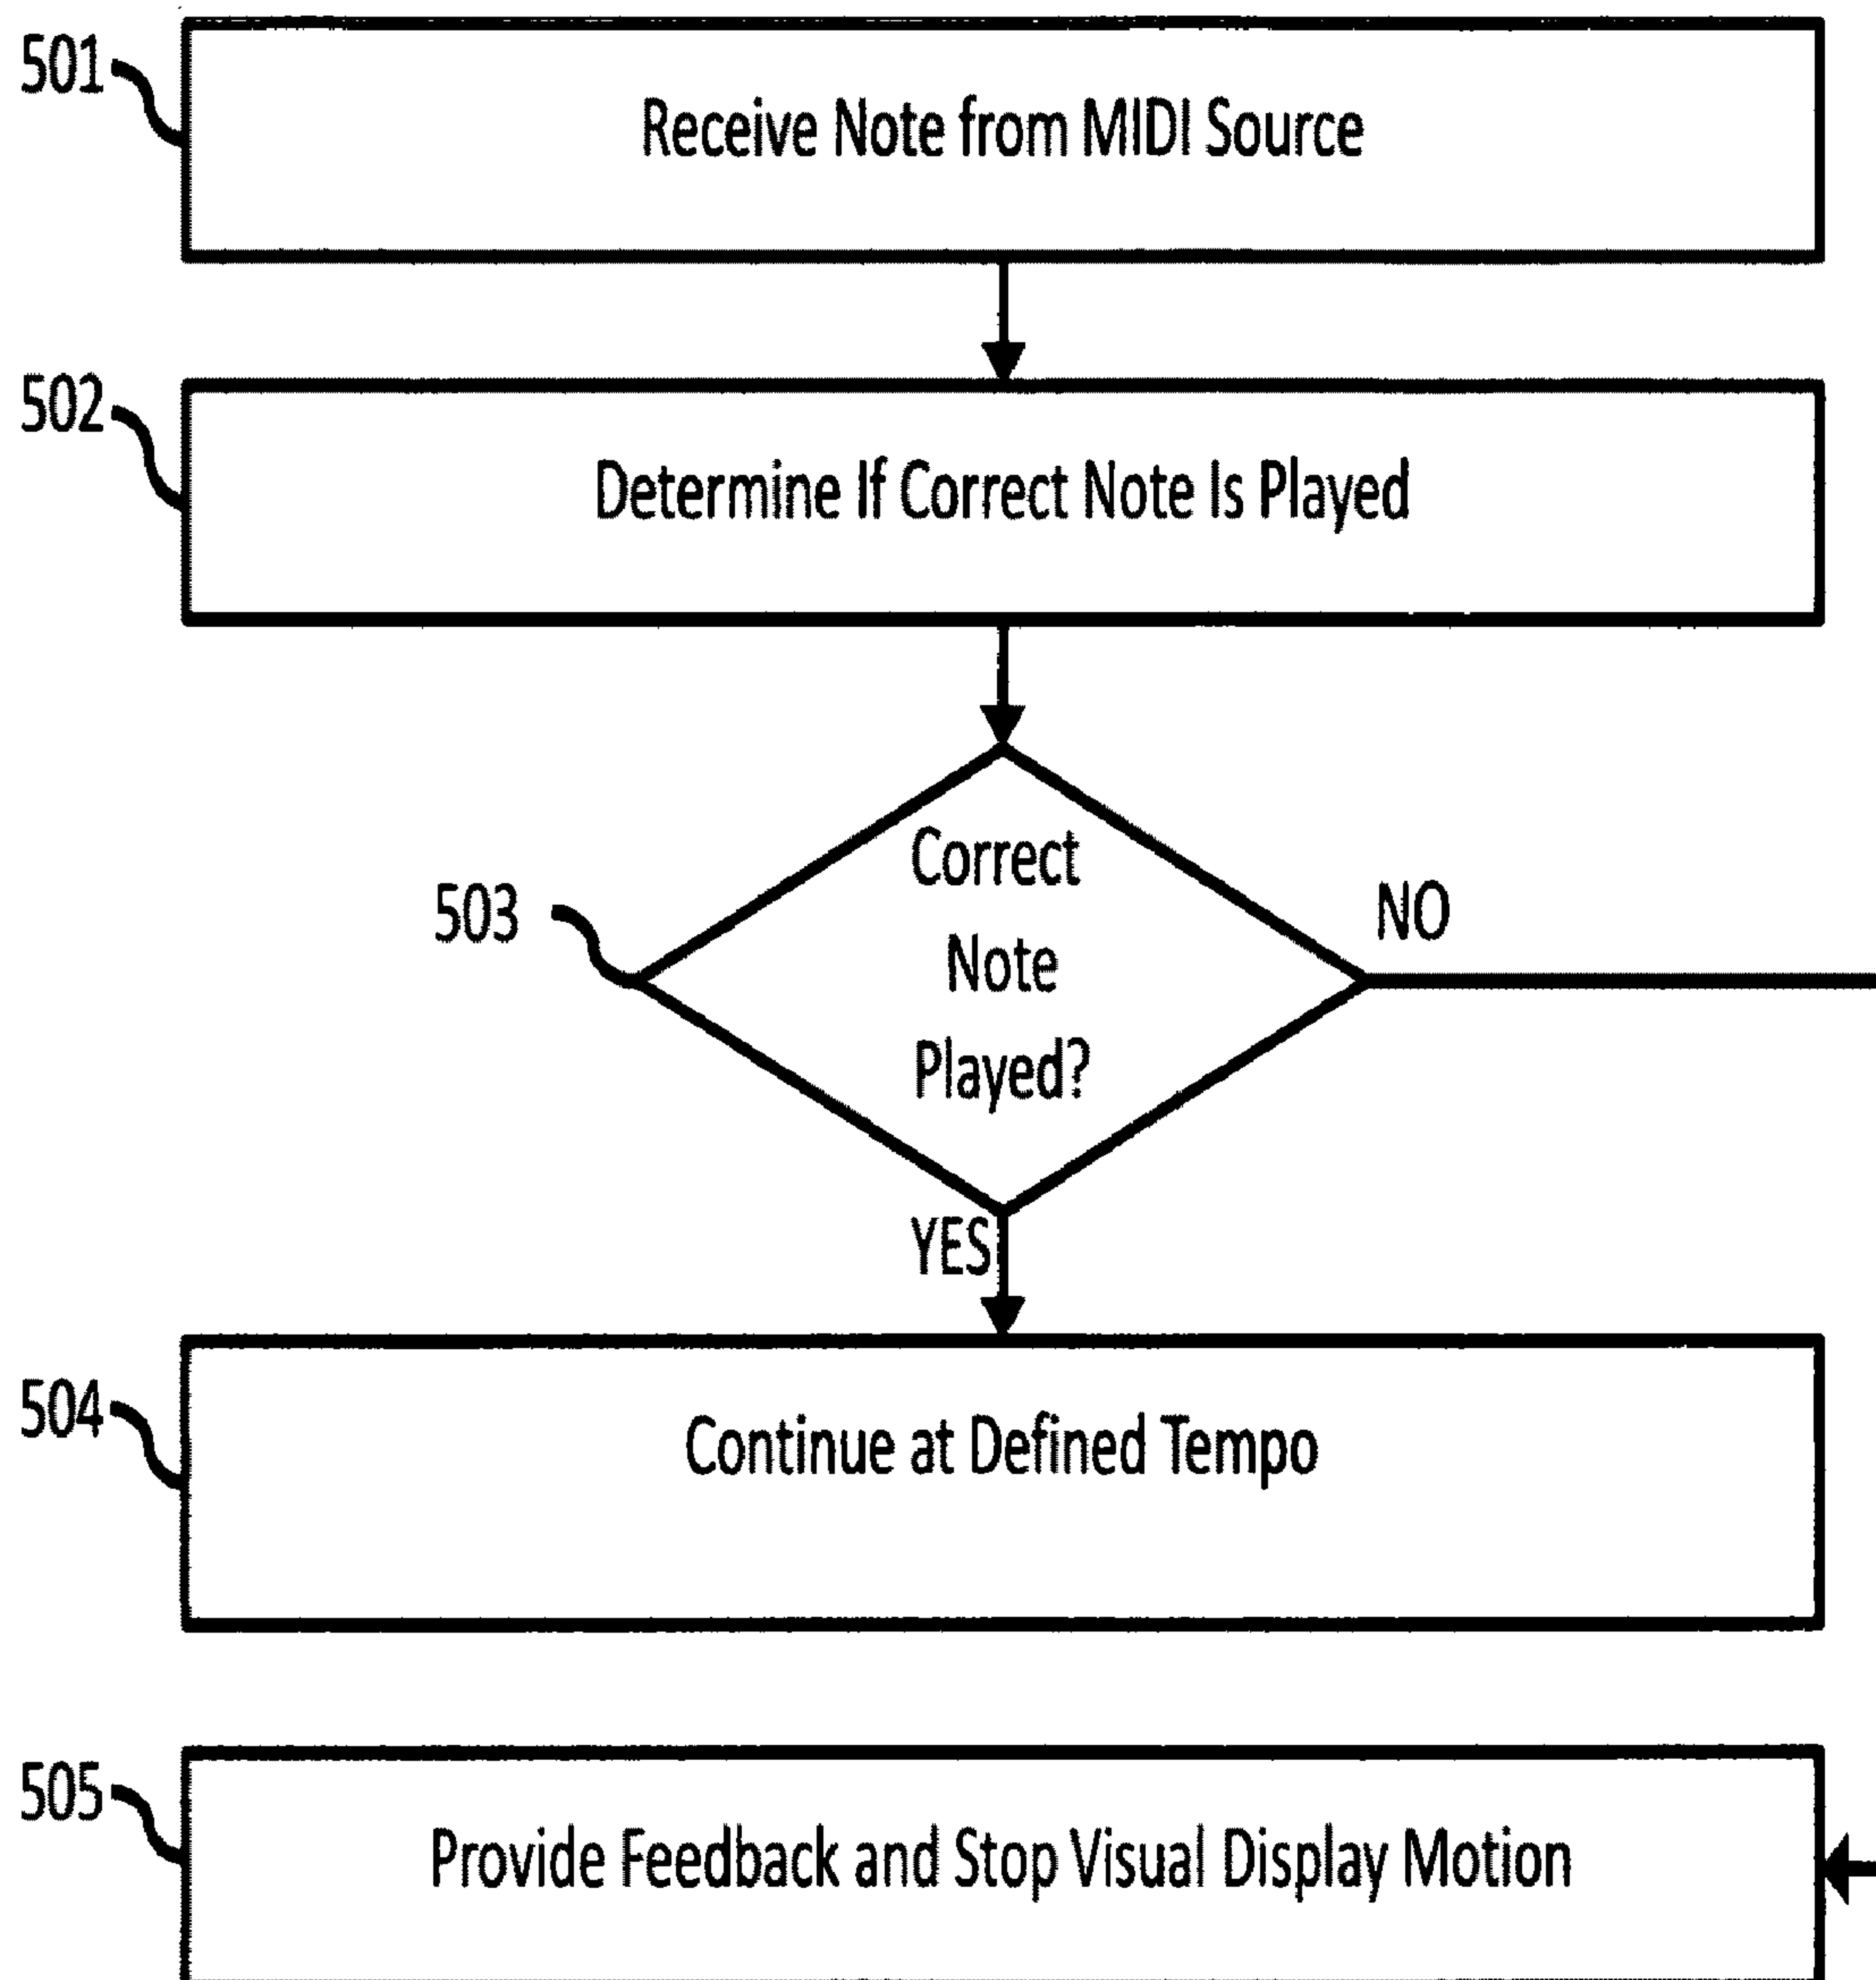 501
Receive Note from MIDI Source
502
Determine If Correct Note Is Played
503
Correct
Note
Played?
NO
YES
504
Continue at Defined Tempo
505
Provide Feedback and Stop Visual Display Motion